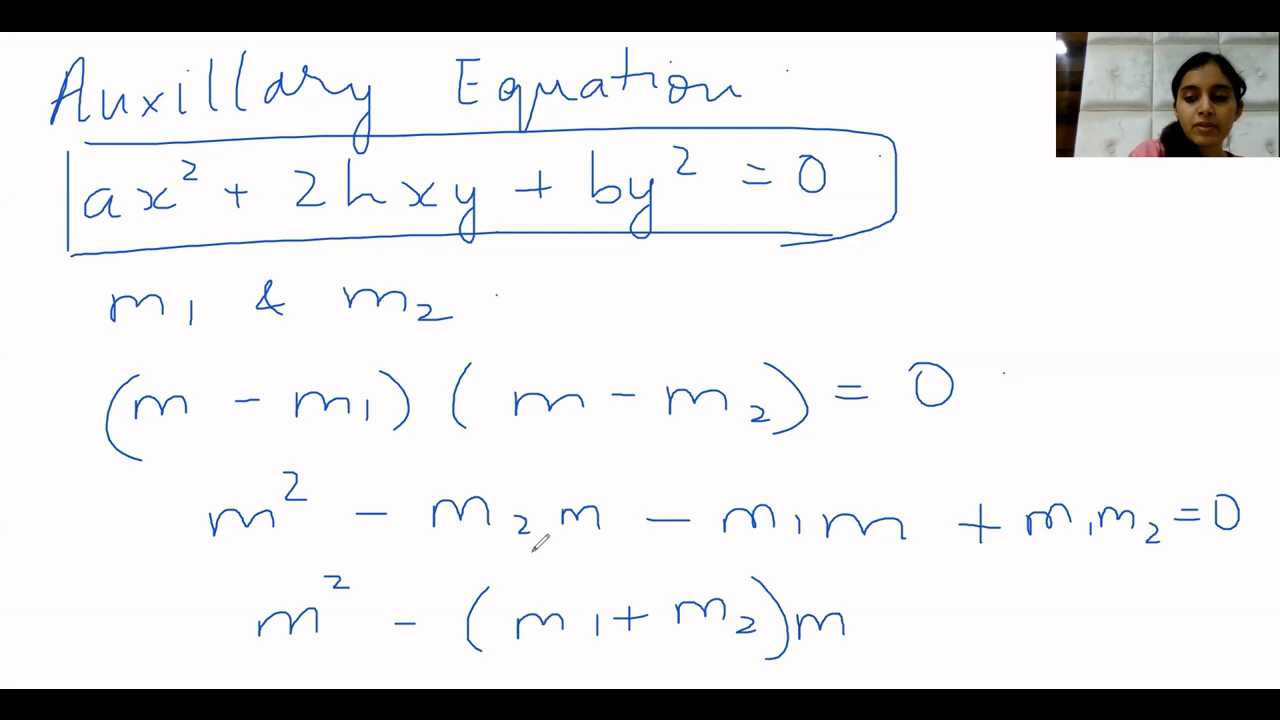 Auxillary Equation
ax² + 2hxy + by² = 0
m₁ & m₂
(m - m₁) (m - m₂) = 0
m² - m₂m - m₁m + m₁m₂ = 0
m² - (m₁ + m₂)m